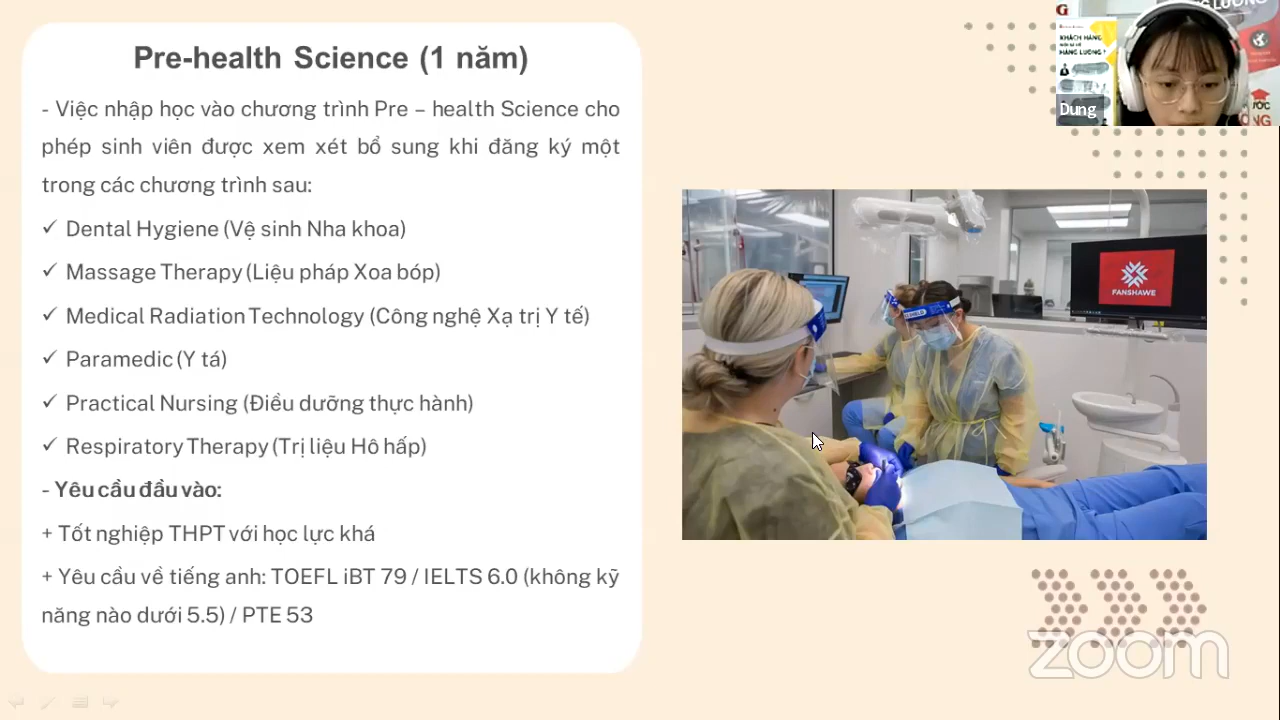 Pre-health Science (1 năm)
- Việc nhập học vào chương trình Pre – health Science cho
phép sinh viên được xem xét bổ sung khi đăng ký một
trong các chương trình sau:
✓ Dental Hygiene (Vệ sinh Nha khoa)
✓ Massage Therapy (Liệu pháp Xoa bóp)
✓ Medical Radiation Technology (Công nghệ Xạ trị Y tế)
✓ Paramedic (Y tá)
✓ Practical Nursing (Điều dưỡng thực hành)
✓ Respiratory Therapy (Trị liệu Hô hấp)
- Yêu cầu đầu vào:
+ Tốt nghiệp THPT với học lực khá
+ Yêu cầu về tiếng anh: TOEFL iBT 79 / IELTS 6.0 (không kỹ
năng nào dưới 5.5) / PTE 53
KHÁCH HÀNG
HÀNG LƯỢNG
Dung
FANSHAWE
zoom